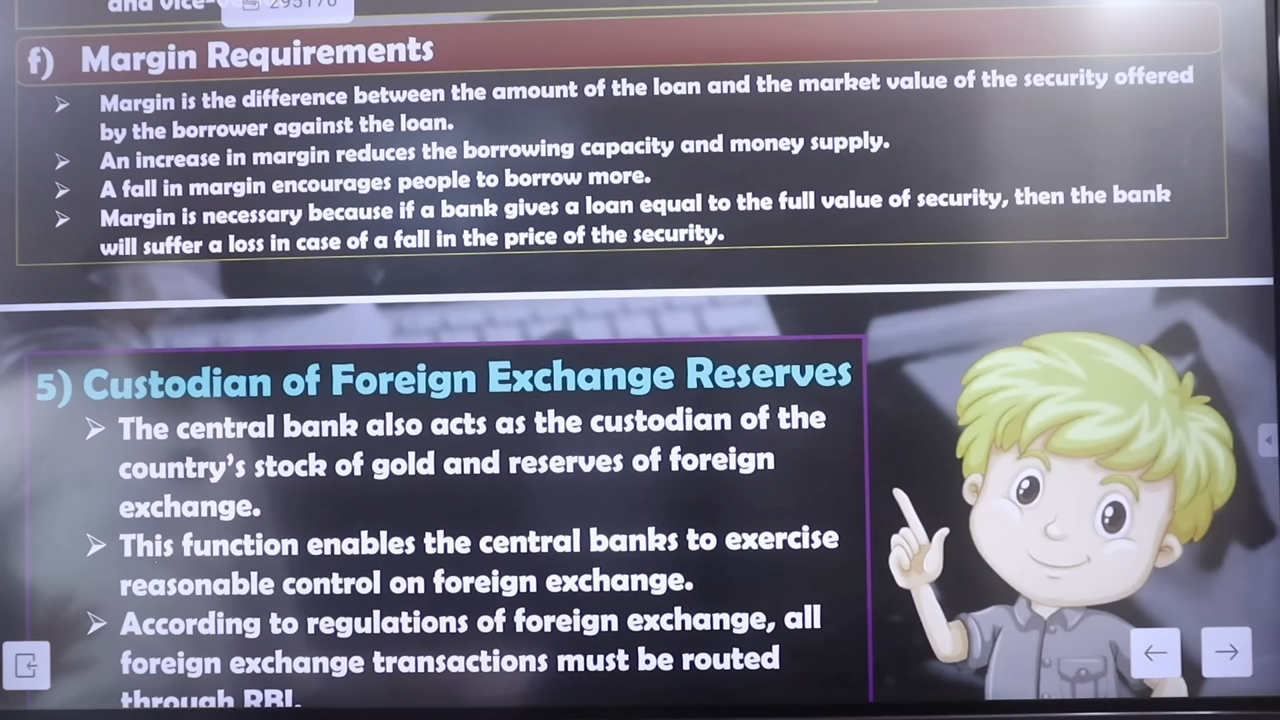 and vice-
295170
f) Margin Requirements
➢ Margin is the difference between the amount of the loan and the market value of the security offered
by the borrower against the loan.
➢ An increase in margin reduces the borrowing capacity and money supply.
➢ A fall in margin encourages people to borrow more.
➢ Margin is necessary because if a bank gives a loan equal to the full value of security, then the bank
will suffer a loss in case of a fall in the price of the security.
5) Custodian of Foreign Exchange Reserves
➢ The central bank also acts as the custodian of the
country's stock of gold and reserves of foreign
exchange.
➢ This function enables the central banks to exercise
reasonable control on foreign exchange.
➢ According to regulations of foreign exchange, all
foreign exchange transactions must be routed
through RBI.